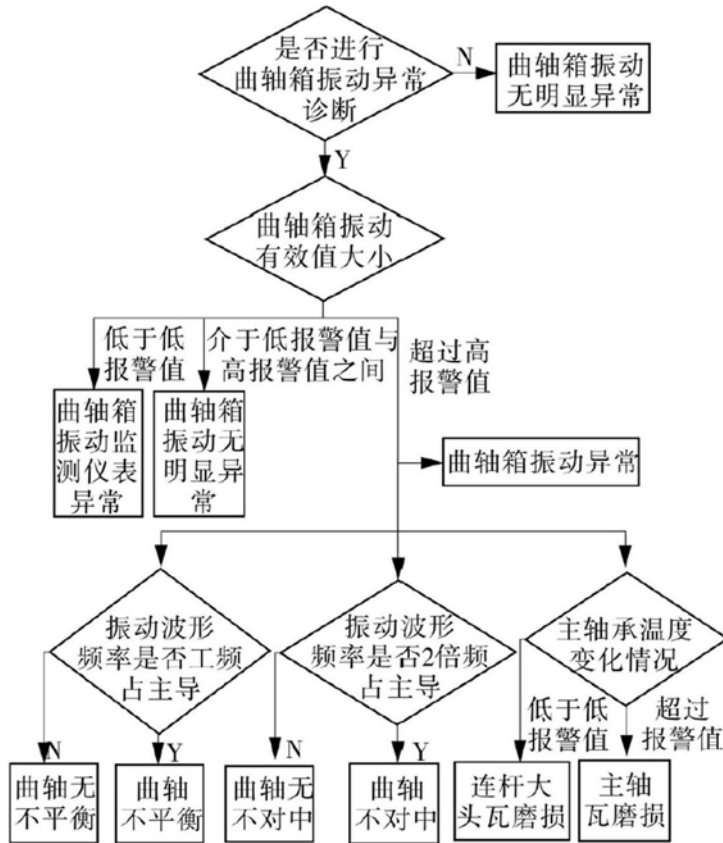 是否进行
曲轴箱振动异常
诊断
N
曲轴箱振动
无明显异常
Y
曲轴箱振动
有效值大小
低于低
报警值
介于低报警值与
高报警值之间
超过高
报警值
曲轴箱
振动监
测仪表
异常
曲轴箱
振动无
明显异
常
曲轴箱振动异常
振动波形
频率是否工频
占主导
振动波形
频率是否2倍频
占主导
主轴承温度
变化情况
N
Y
N
Y
低于低
报警值
超过
报警值
曲轴无
不平衡
曲轴
不平衡
曲轴无
不对中
曲轴
不对中
连杆大
头瓦磨损
主轴
瓦磨损